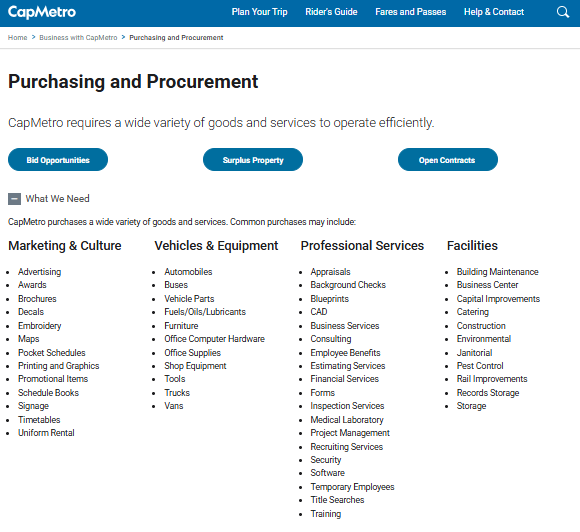 CapMetro
Plan Your Trip Rider's Guide Fares and Passes Help & Contact
Home > Business with CapMetro > Purchasing and Procurement
Purchasing and Procurement
CapMetro requires a wide variety of goods and services to operate efficiently.
Bid Opportunities
Surplus Property
Open Contracts
What We Need
CapMetro purchases a wide variety of goods and services. Common purchases may include:
Marketing & Culture
Advertising
Awards
Brochures
Decals
Embroidery
Maps
Pocket Schedules
Printing and Graphics
Promotional Items
Schedule Books
Signage
Timetables
Uniform Rental
Vehicles & Equipment
Automobiles
Buses
Vehicle Parts
Fuels/Oils/Lubricants
Furniture
Office Computer Hardware
Office Supplies
Shop Equipment
Tools
Trucks
Vans
Professional Services
Appraisals
Background Checks
Blueprints
CAD
Business Services
Consulting
Employee Benefits
Estimating Services
Financial Services
Forms
Inspection Services
Medical Laboratory
Project Management
Recruiting Services
Security
Software
Temporary Employees
Title Searches
Training
Facilities
Building Maintenance
Business Center
Capital Improvements
Catering
Construction
Environmental
Janitorial
Pest Control
Rail Improvements
Records Storage
Storage